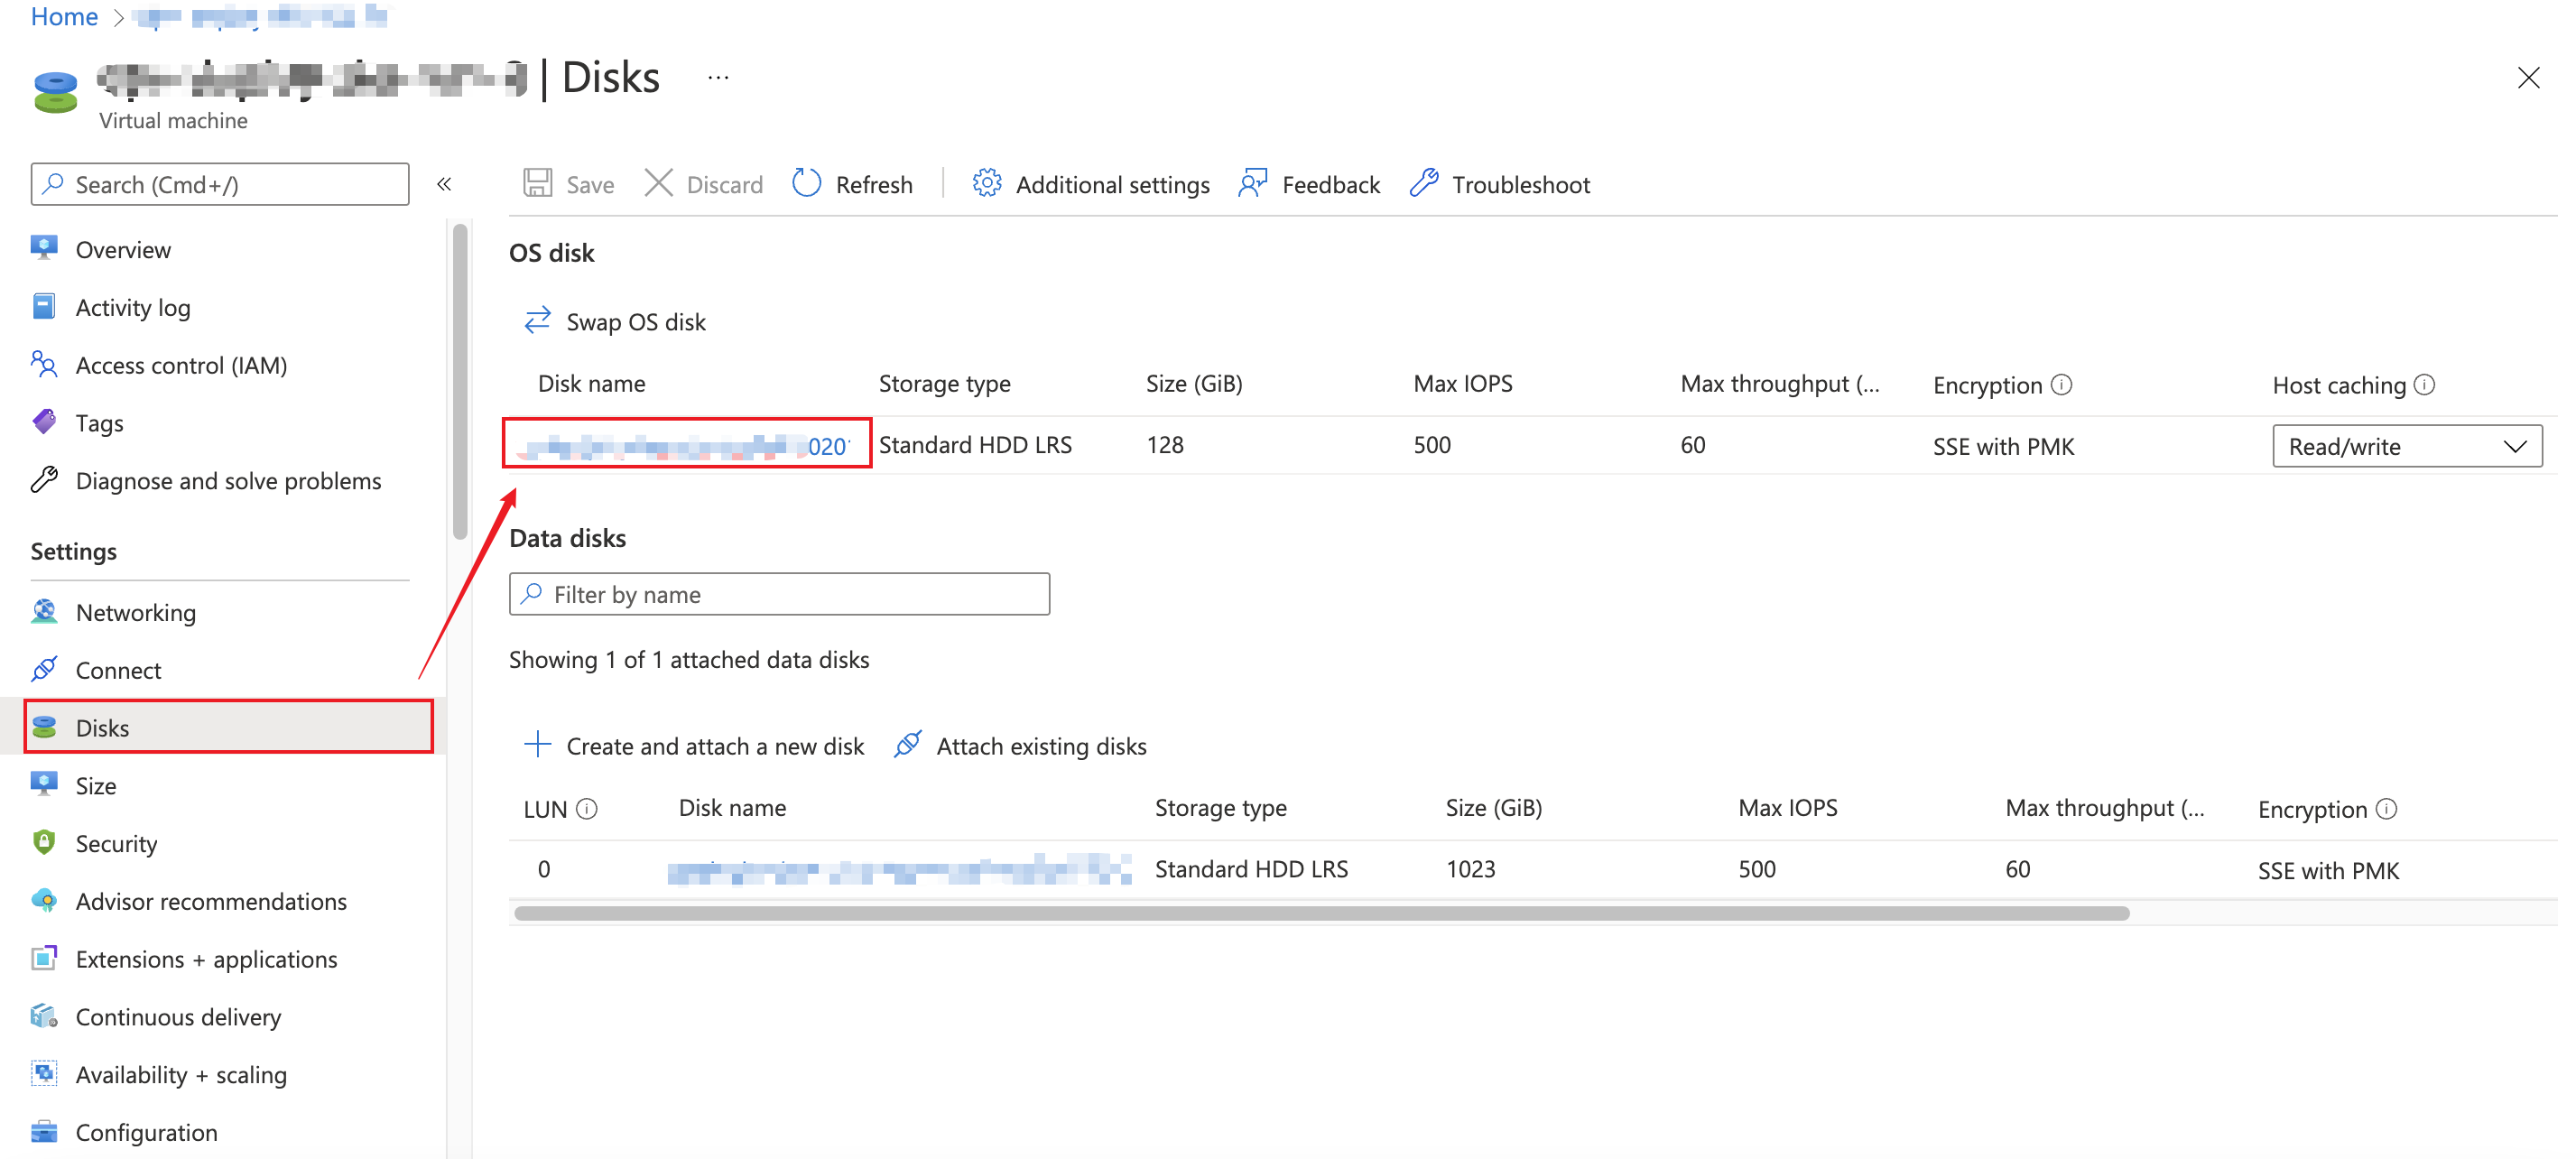 Home >
| Disks ...
Virtual machine
Search (Cmd+/)
«
Save
Discard
Refresh
Additional settings
Feedback
Troubleshoot
Overview
Activity log
Access control (IAM)
Tags
Diagnose and solve problems
Settings
Networking
Connect
Disks
Size
Security
Advisor recommendations
Extensions + applications
Continuous delivery
Availability + scaling
Configuration
OS disk
Swap OS disk
Disk name Storage type Size (GiB) Max IOPS Max throughput (... Encryption Host caching
020 Standard HDD LRS 128 500 60 SSE with PMK Read/write
Data disks
Filter by name
Showing 1 of 1 attached data disks
Create and attach a new disk Attach existing disks
LUN Disk name Storage type Size (GiB) Max IOPS Max throughput (... Encryption
0 Standard HDD LRS 1023 500 60 SSE with PMK